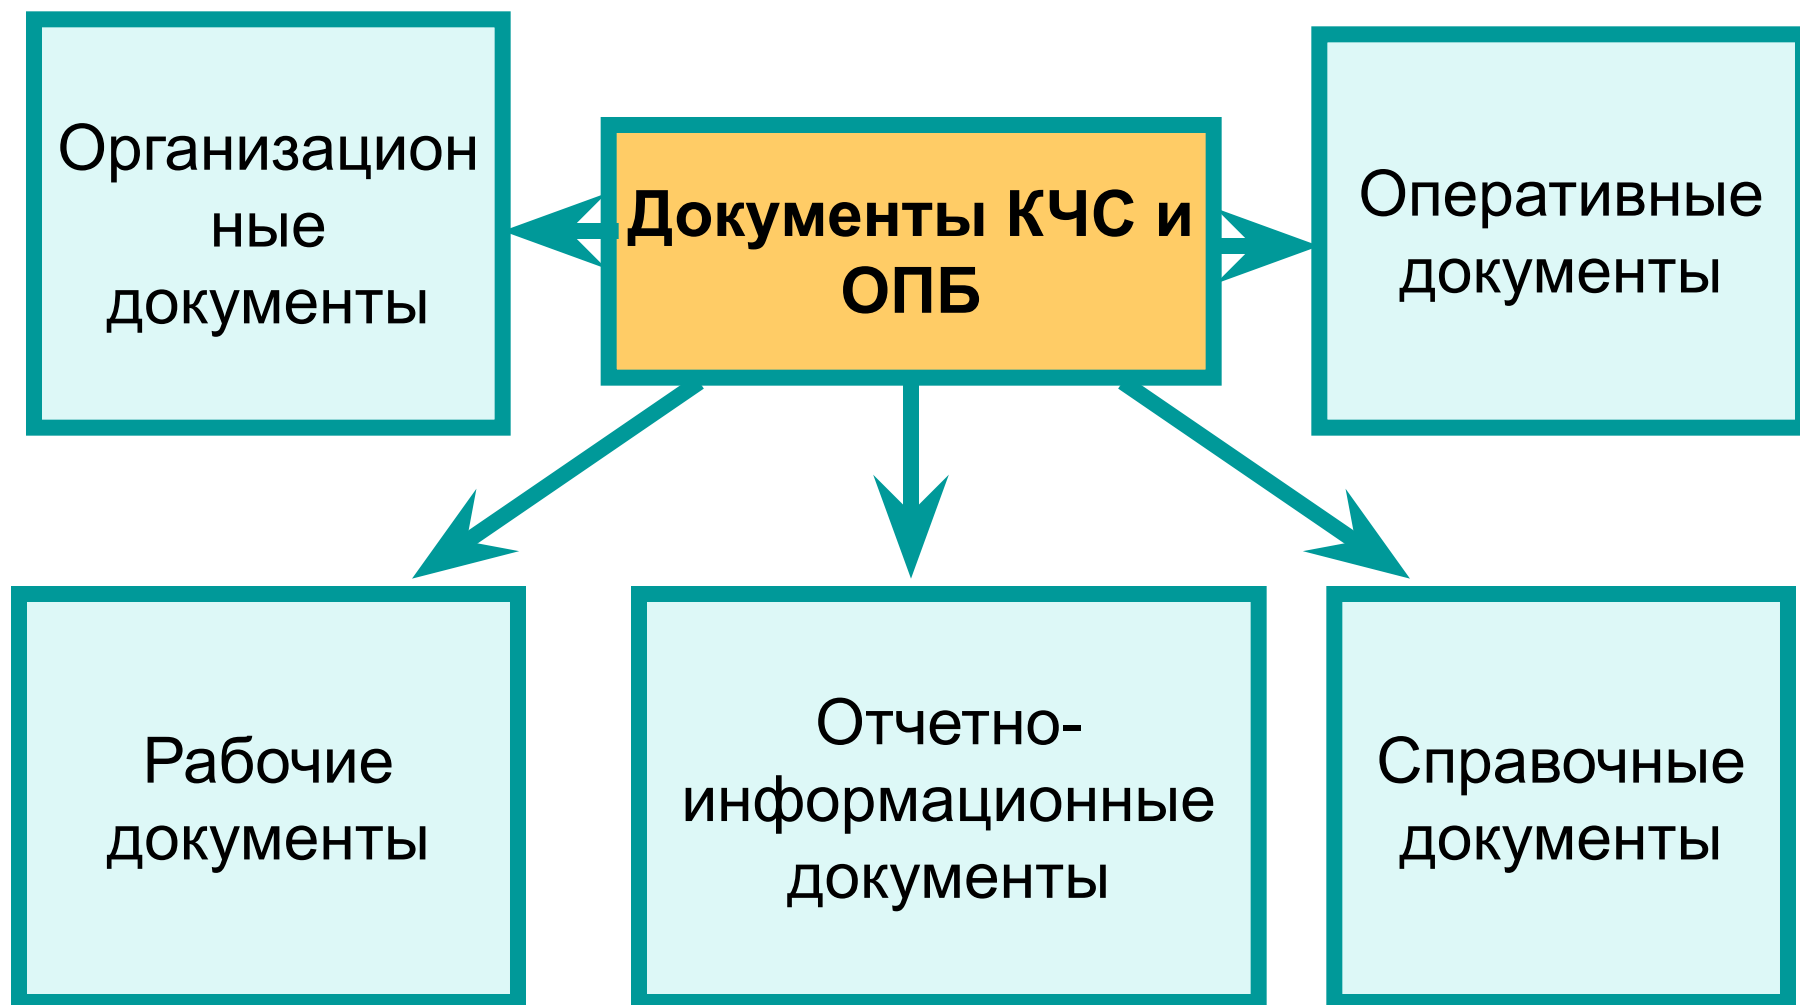 Организацион
ные
документы
Документы КЧС и
ОПБ
Оперативные
документы
Рабочие
документы
Отчетно-
информационные
документы
Справочные
документы